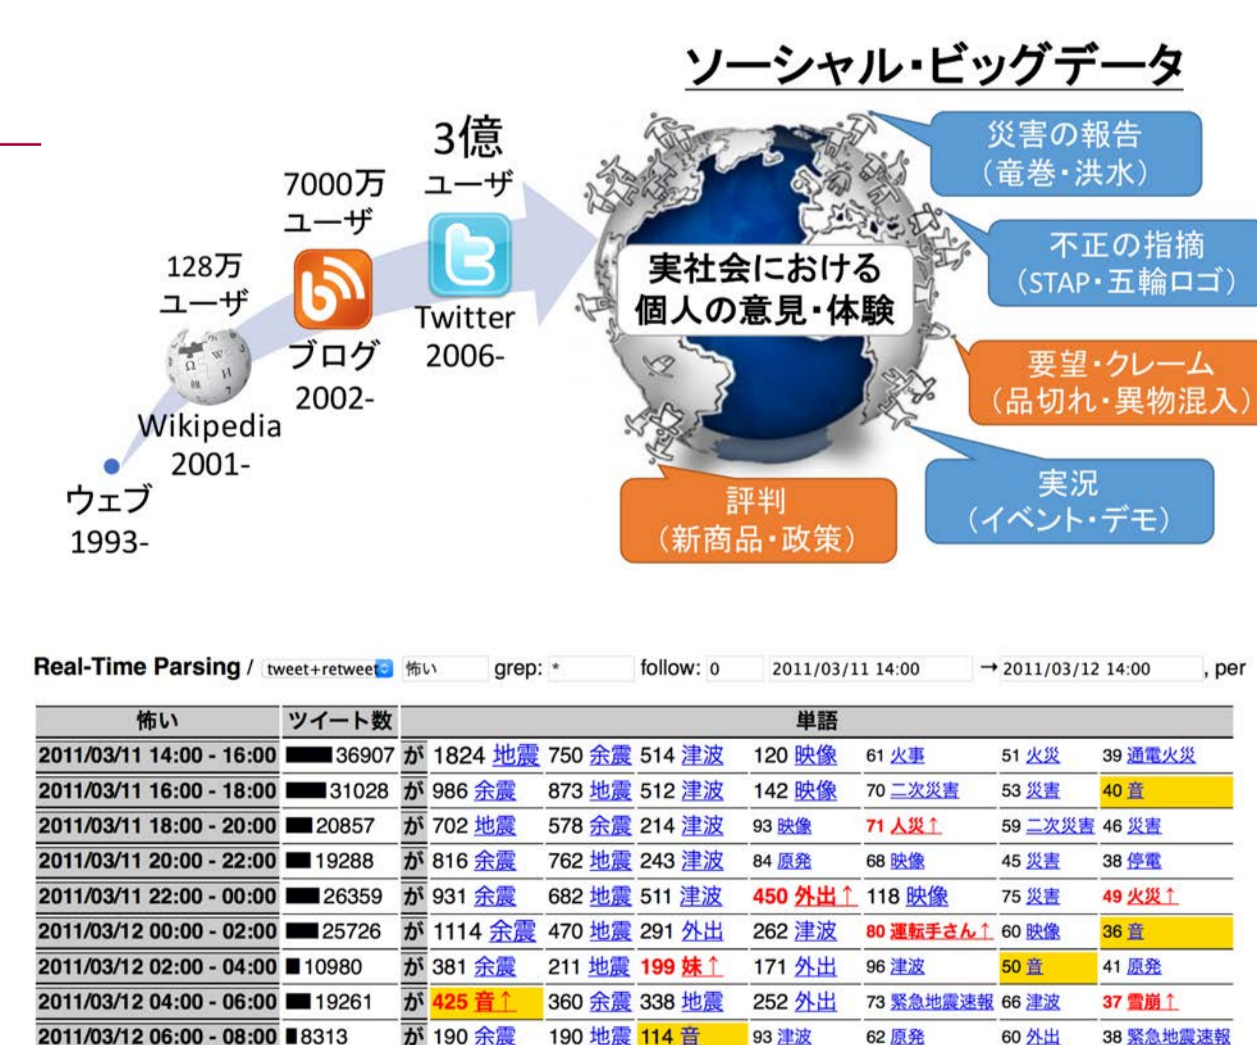 ソーシャル・ビッグデータ
3億
ユーザ
7000万
ユーザ
128万
ユーザ
Twitter
2006-
ブログ
2002-
Wikipedia
2001-
ウェブ
1993-
実社会における
個人の意見・体験
災害の報告
(竜巻・洪水)
不正の指摘
(STAP・五輪ロゴ)
要望・クレーム
(品切れ・異物混入)
実況
(イベント・デモ)
評判
(新商品・政策)
Real-Time Parsing / tweet+retweet 怖い grep: * follow: 0 2011/03/11 14:00 → 2011/03/12 14:00 , per
怖い ツイート数 単語
2011/03/11 14:00 - 16:00 36907 が 1824 地震 750 余震 514 津波 120 映像 61 火事 51 火災 39 通電火災
2011/03/11 16:00 - 18:00 31028 が 986 余震 873 地震 512 津波 142 映像 70 二次災害 53 災害 40 音
2011/03/11 18:00 - 20:00 20857 が 702 地震 578 余震 214 津波 93 映像 71 人災↑ 59 二次災害 46 災害
2011/03/11 20:00 - 22:00 19288 が 816 余震 762 地震 243 津波 84 原発 68 映像 45 災害 38 停電
2011/03/11 22:00 - 00:00 26359 が 931 余震 682 地震 511 津波 450 外出↑ 118 映像 75 災害 49 火災↑
2011/03/12 00:00 - 02:00 25726 が 1114 余震 470 地震 291 外出 262 津波 80 運転手さん↑ 60 映像 36 音
2011/03/12 02:00 - 04:00 10980 が 381 余震 211 地震 199 妹↑ 171 外出 96 津波 50 音 41 原発
2011/03/12 04:00 - 06:00 19261 が 425 音↑ 360 余震 338 地震 252 外出 73 緊急地震速報 66 津波 37 雪崩↑
2011/03/12 06:00 - 08:00 8313 が 190 余震 190 地震 114 音 93 津波 62 原発 60 外出 38 緊急地震速報